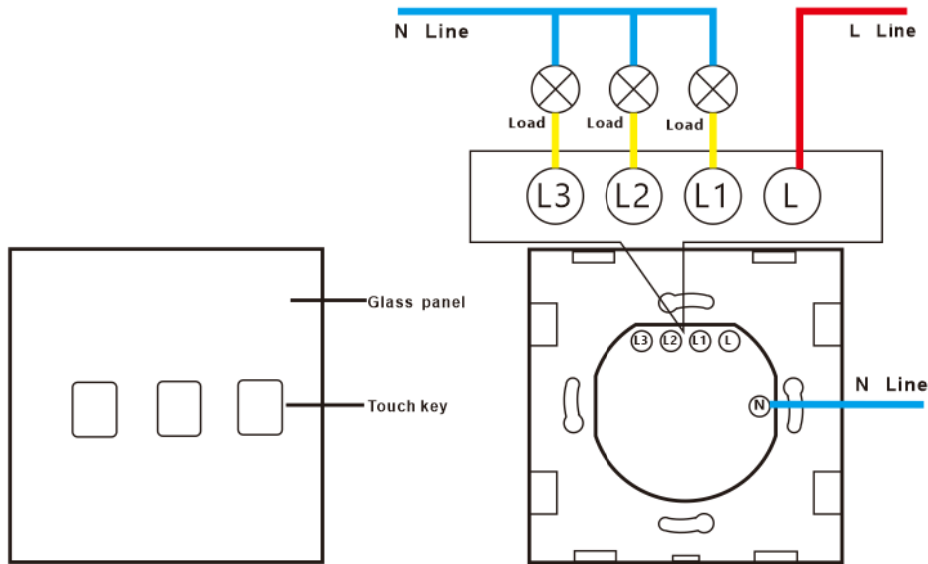 N Line
L Line
Load
Load
Load
L3
L2
L1
L
Glass panel
L3
L2
L1
L
Touch key
N
N Line